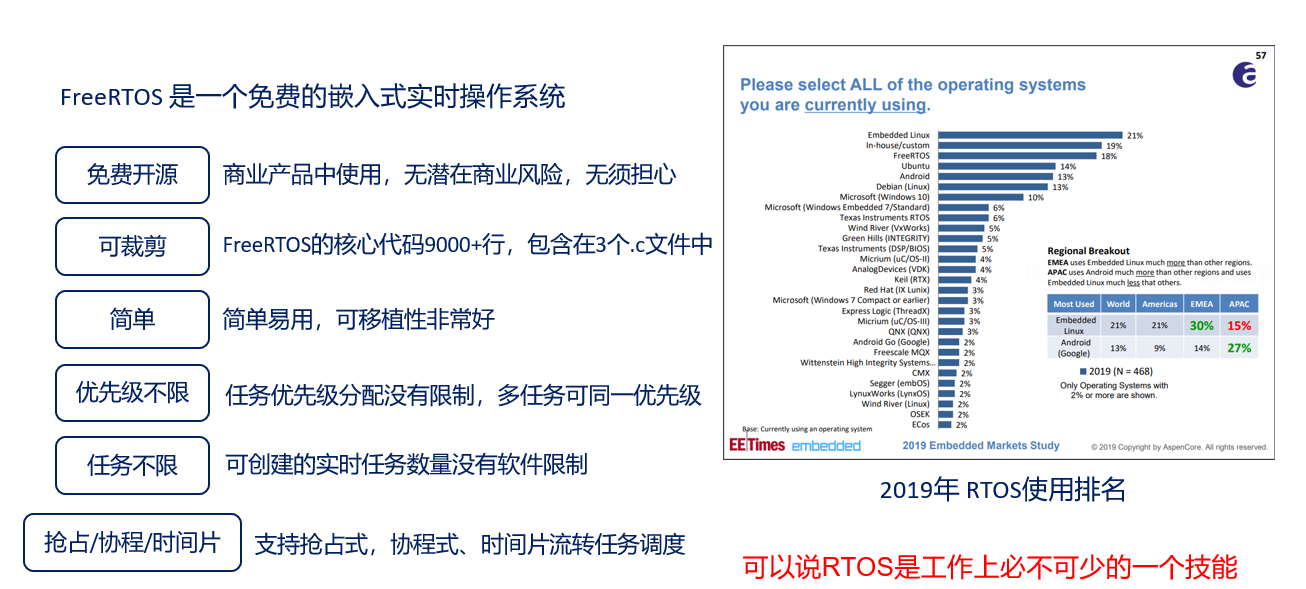 FreeRTOS 是一个免费的嵌入式实时操作系统
免费开源 商业产品中使用，无潜在商业风险，无须担心
可裁剪 FreeRTOS的核心代码9000+行，包含在3个.c文件中
简单 简单易用，可移植性非常好
优先级不限 任务优先级分配没有限制，多任务可同一优先级
任务不限 可创建的实时任务数量没有软件限制
抢占/协程/时间片 支持抢占式，协程式、时间片流转任务调度
57
a
Please select ALL of the operating systems
you are currently using.
Embedded Linux 21%
In-house/custom 19%
FreeRTOS 18%
Ubuntu 14%
Android 13%
Debian (Linux) 13%
Microsoft (Windows 10) 10%
Microsoft (Windows Embedded 7/Standard) 6%
Texas Instruments RTOS 6%
Wind River (VxWorks) 5%
Green Hills (INTEGRITY) 5%
Texas Instruments (DSP/BIOS) 5%
Micrium (uC/OS-II) 4%
AnalogDevices (VDK) 4%
Keil (RTX) 4%
Red Hat (IX Lunix) 3%
Microsoft (Windows 7 Compact or earlier) 3%
Express Logic (ThreadX) 3%
Micrium (uC/OS-III) 3%
QNX (QNX) 3%
Android Go (Google) 2%
Freescale MQX 2%
Wittenstein High Integrity Systems... 2%
CMX 2%
Segger (embOS) 2%
LynuxWorks (LynxOS) 2%
Wind River (Linux) 2%
OSEK 2%
ECos 2%
Regional Breakout
EMEA uses Embedded Linux much more than other regions.
APAC uses Android much more than other regions and uses
Embedded Linux much less that others.
Most Used World Americas EMEA APAC
Embedded
Linux 21% 21% 30% 15%
Android
(Google) 13% 9% 14% 27%
2019 (N = 468)
Only Operating Systems with
2% or more are shown.
Base: Currently using an operating system
EETimes embedded 2019 Embedded Markets Study © 2019 Copyright by AspenCore. All rights reserved.
2019年 RTOS使用排名
可以说RTOS是工作上必不可少的一个技能